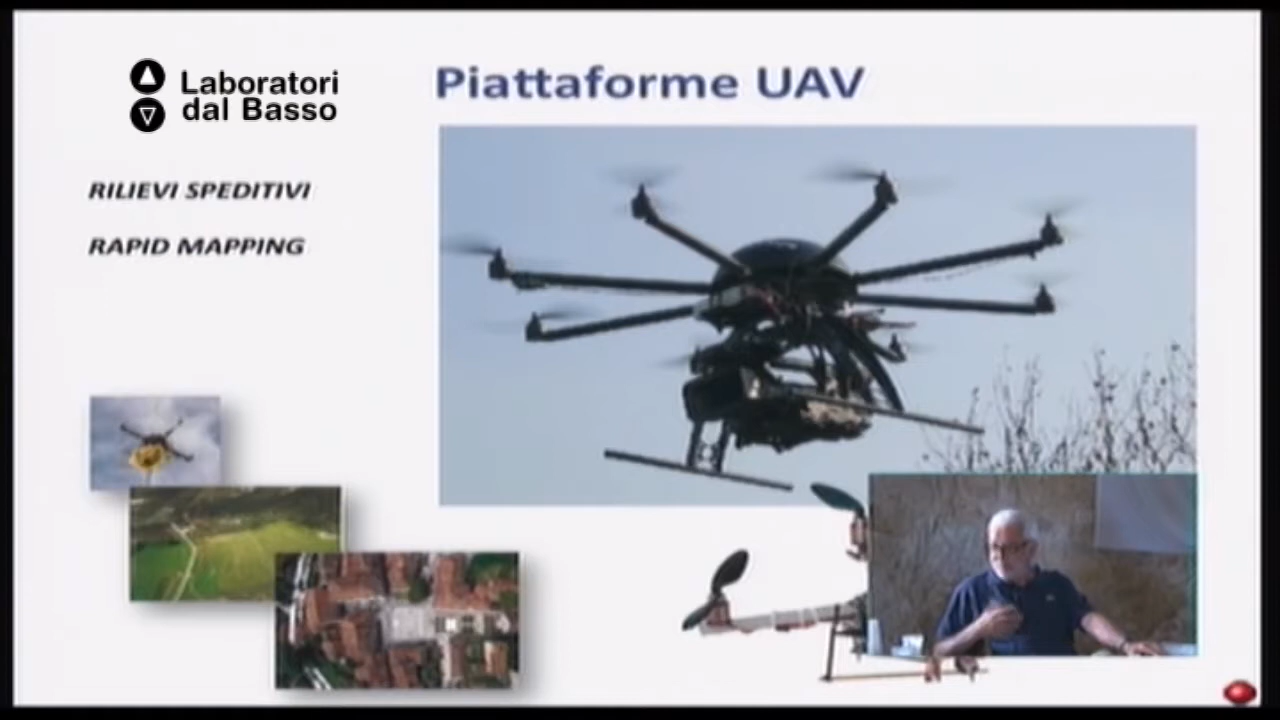 Laboratori
dal Basso
Piattaforme UAV
RILIEVI SPEDITIVI
RAPID MAPPING